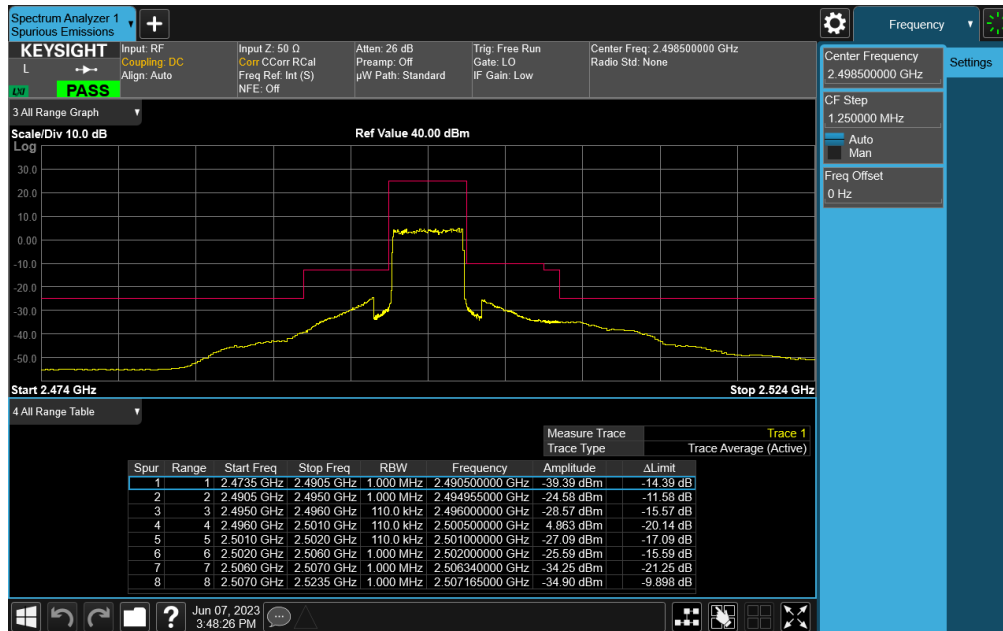 Spectrum Analyzer 1
Spurious Emissions
+
Frequency
KEYSIGHT
L
LXI
PASS
Input: RF
Coupling: DC
Align: Auto
Input Z: 50 Ω
Corr CCorr RCal
Freq Ref: Int (S)
NFE: Off
Atten: 26 dB
Preamp: Off
µW Path: Standard
Trig: Free Run
Gate: LO
IF Gain: Low
Center Freq: 2.498500000 GHz
Radio Std: None
Center Frequency
2.498500000 GHz
Settings
CF Step
1.250000 MHz
Auto
Man
Freq Offset
0 Hz
3 All Range Graph
Scale/Div 10.0 dB
Ref Value 40.00 dBm
Log
30.0
20.0
10.0
0.00
-10.0
-20.0
-30.0
-40.0
-50.0
Start 2.474 GHz
Stop 2.524 GHz
4 All Range Table
Measure Trace Trace 1
Trace Type Trace Average (Active)
Spur Range Start Freq Stop Freq RBW Frequency Amplitude ΔLimit
1 1 2.4735 GHz 2.4905 GHz 1.000 MHz 2.490500000 GHz -39.39 dBm -14.39 dB
2 2 2.4905 GHz 2.4950 GHz 1.000 MHz 2.494955000 GHz -24.58 dBm -11.58 dB
3 3 2.4950 GHz 2.4960 GHz 110.0 kHz 2.496000000 GHz -28.57 dBm -15.57 dB
4 4 2.4960 GHz 2.5010 GHz 110.0 kHz 2.500500000 GHz 4.863 dBm -20.14 dB
5 5 2.5010 GHz 2.5020 GHz 110.0 kHz 2.501000000 GHz -27.09 dBm -17.09 dB
6 6 2.5020 GHz 2.5060 GHz 1.000 MHz 2.502000000 GHz -25.59 dBm -15.59 dB
7 7 2.5060 GHz 2.5070 GHz 1.000 MHz 2.506340000 GHz -34.25 dBm -21.25 dB
8 8 2.5070 GHz 2.5235 GHz 1.000 MHz 2.507165000 GHz -34.90 dBm -9.898 dB
?
Jun 07, 2023
3:48:26 PM